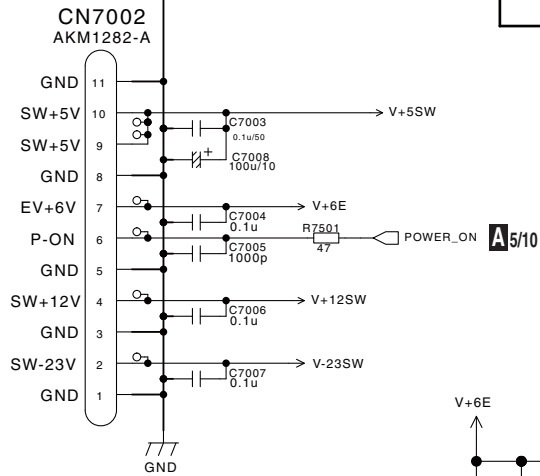 CN7002
AKM1282-A
GND 11
SW+5V 10 V+5SW
C7003
0.1u/50
SW+5V 9
+
C7008
100u/10
GND 8
EV+6V 7 V+6E
C7004
0.1u
R7501
P-ON 6 POWER_ON A 5/10
47
C7005
1000p
GND 5
SW+12V 4 V+12SW
C7006
0.1u
GND 3
SW-23V 2 V-23SW
C7007
0.1u
GND 1
V+6E
GND